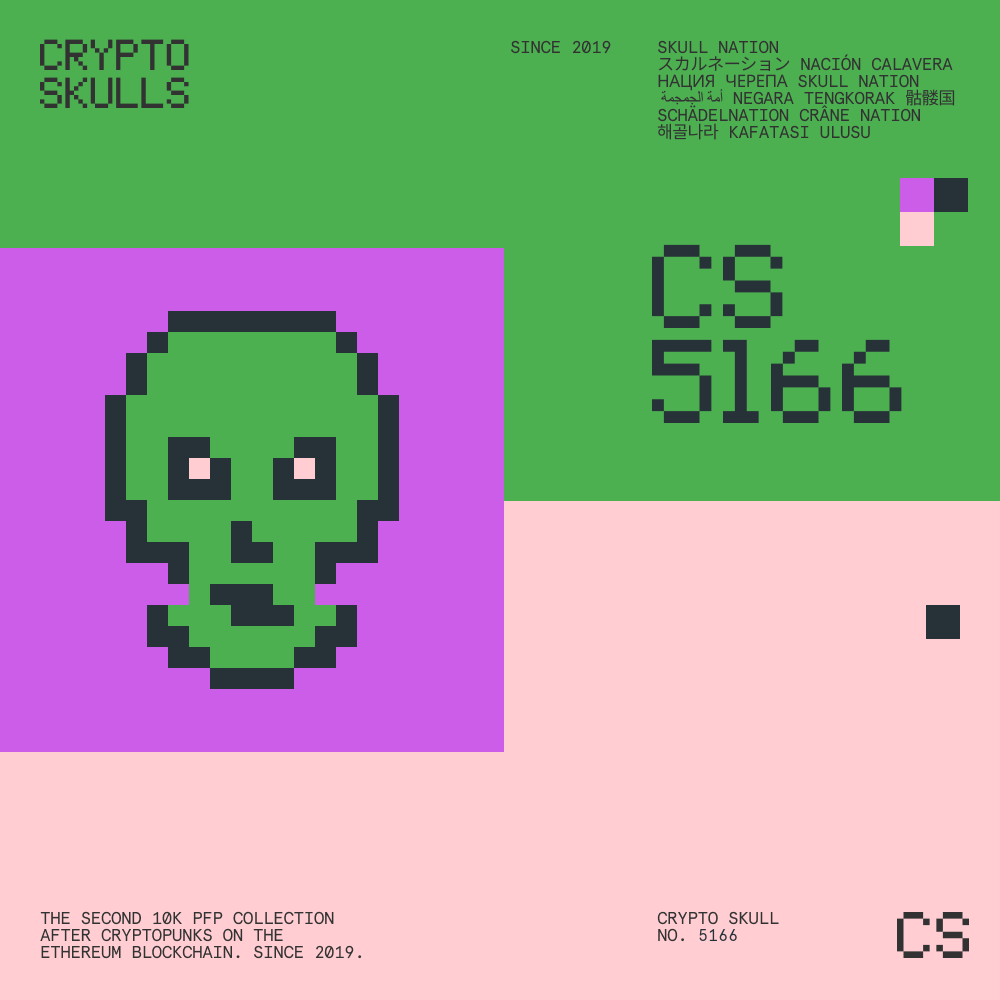 CRYPTO
SKULLS
SINCE 2019
SKULL NATION
スカルネーション NACIÓN CALAVERA
НАЦИЯ ЧЕРЕПА SKULL NATION
أمة الجمجمة NEGARA TENGKORAK 骷髅国
SCHÄDELNATION CRÂNE NATION
해골나라 KAFATASI ULUSU
CS
5166
THE SECOND 10K PFP COLLECTION
AFTER CRYPTOPUNKS ON THE
ETHEREUM BLOCKCHAIN. SINCE 2019.
CRYPTO SKULL
NO. 5166
CS